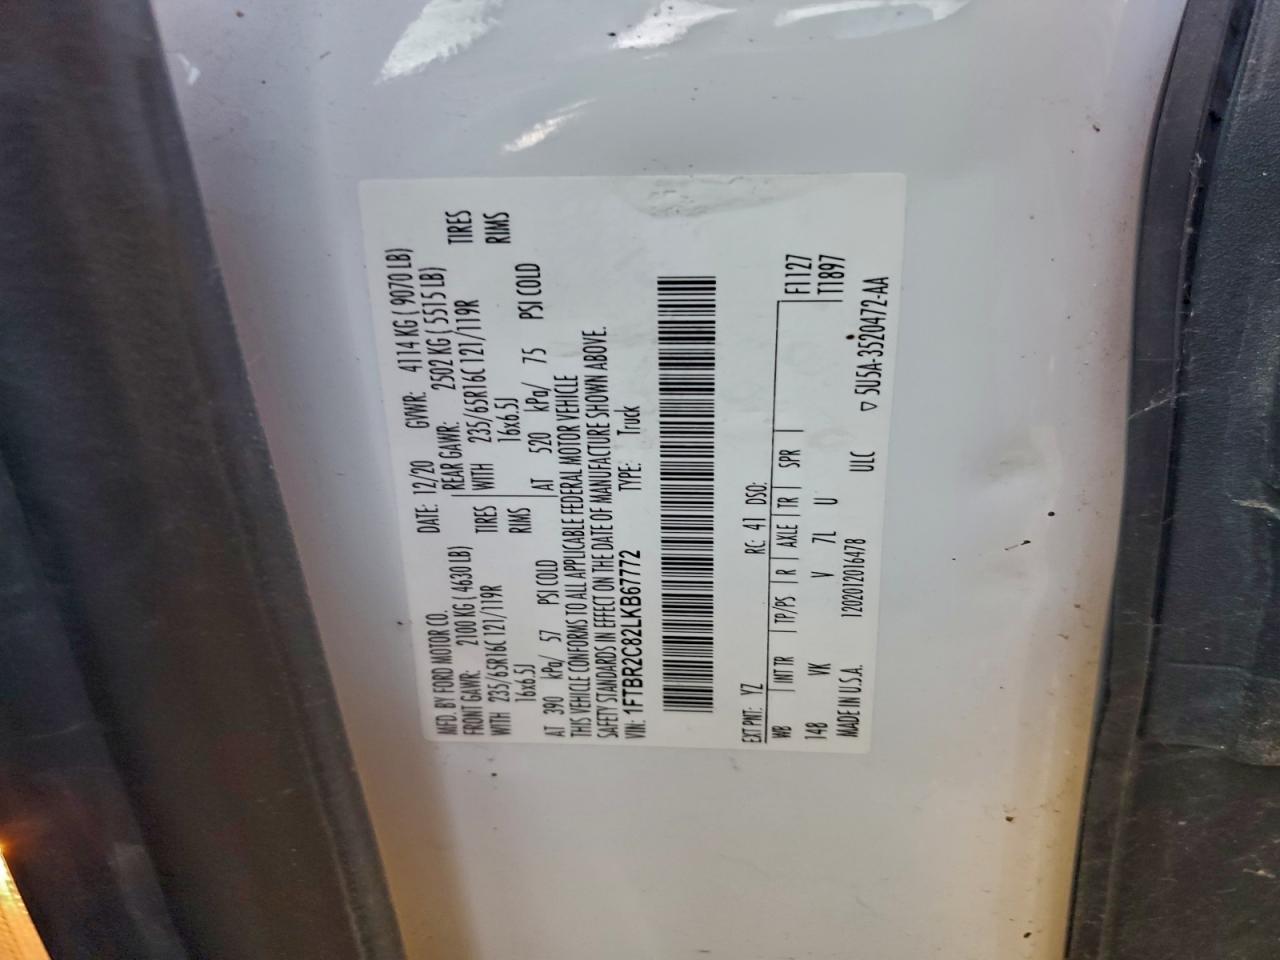 MFD. BY FORD MOTOR CO.
DATE: 12/20 GVWR: 4114 KG ( 9070 LB)
FRONT GAWR: 2100 KG ( 4630 LB)
REAR GAWR: 2502 KG ( 5515 LB)
WITH 235/65R16C 121/119R TIRES
WITH 235/65R16C 121/119R TIRES
16x6.5J RIMS
16x6.5J RIMS
AT 390 kPa/ 57 PSI COLD
AT 520 kPa/ 75 PSI COLD
THIS VEHICLE CONFORMS TO ALL APPLICABLE FEDERAL MOTOR VEHICLE
SAFETY STANDARDS IN EFFECT ON THE DATE OF MANUFACTURE SHOWN ABOVE.
VIN: 1FTBR2C82LKB67772 TYPE: Truck
EXT PNT: YZ RC: 41 DSO:
WB INT TR TP/PS R AXLE TR SPR F1127
148 VK V 7L U T1897
MADE IN U.S.A. 1202012016478 ULC ▽ 5U5A-3520472-AA